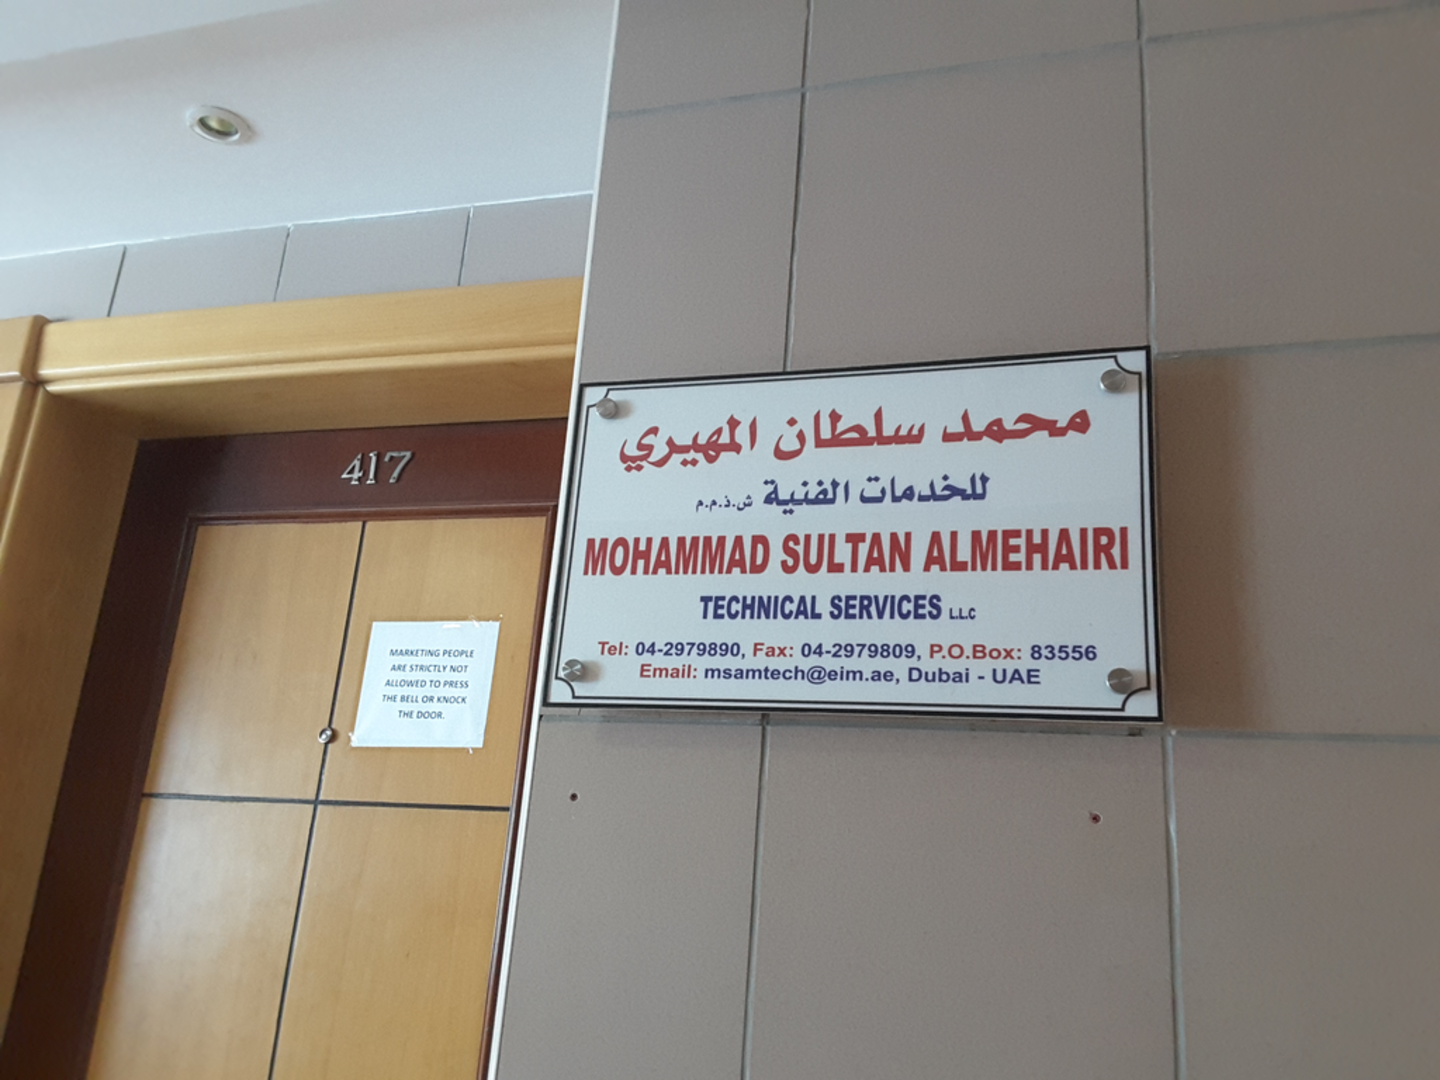 417
MARKETING PEOPLE
ARE STRICTLY NOT
ALLOWED TO PRESS
THE BELL OR KNOCK
THE DOOR.
محمد سلطان المهيري
للخدمات الفنية ش.ذ.م.م
MOHAMMAD SULTAN ALMEHAIRI
TECHNICAL SERVICES L.L.C
Tel: 04-2979890, Fax: 04-2979809, P.O.Box: 83556
Email: msamtech@eim.ae, Dubai - UAE